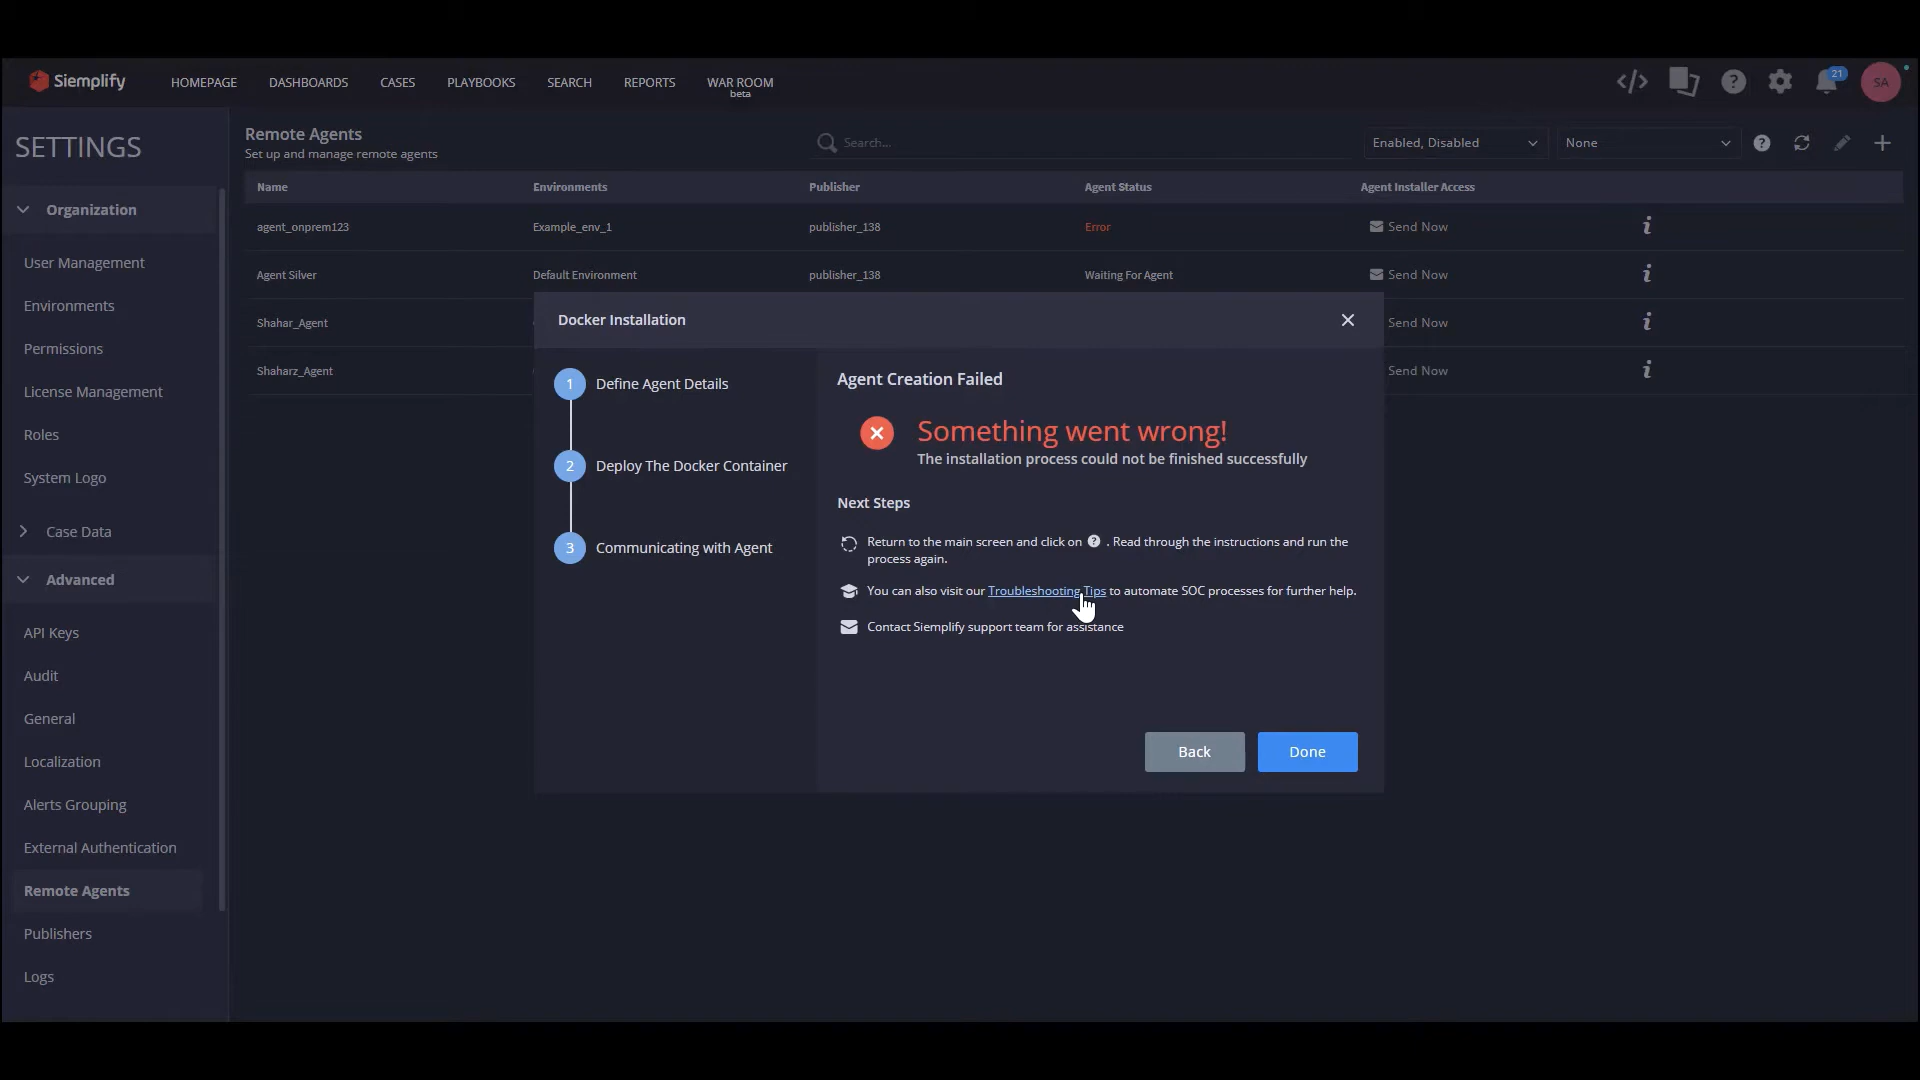 Siemplify
HOMEPAGE
DASHBOARDS
CASES
PLAYBOOKS
SEARCH
REPORTS
WAR ROOM
beta
21
SA
SETTINGS
Organization
User Management
Environments
Permissions
License Management
Roles
System Logo
Case Data
Advanced
API Keys
Audit
General
Localization
Alerts Grouping
External Authentication
Remote Agents
Publishers
Logs
Remote Agents
Set up and manage remote agents
Search...
Enabled, Disabled
None
Name Environments Publisher Agent Status Agent Installer Access
agent_onprem123 Example_env_1 publisher_138 Error Send Now
Agent Silver Default Environment publisher_138 Waiting For Agent Send Now
Shahar_Agent Send Now
Shaharz_Agent Send Now
Docker Installation
1 Define Agent Details
2 Deploy The Docker Container
3 Communicating with Agent
Agent Creation Failed
Something went wrong!
The installation process could not be finished successfully
Next Steps
Return to the main screen and click on ? . Read through the instructions and run the
process again.
You can also visit our Troubleshooting Tips to automate SOC processes for further help.
Contact Siemplify support team for assistance
Back
Done